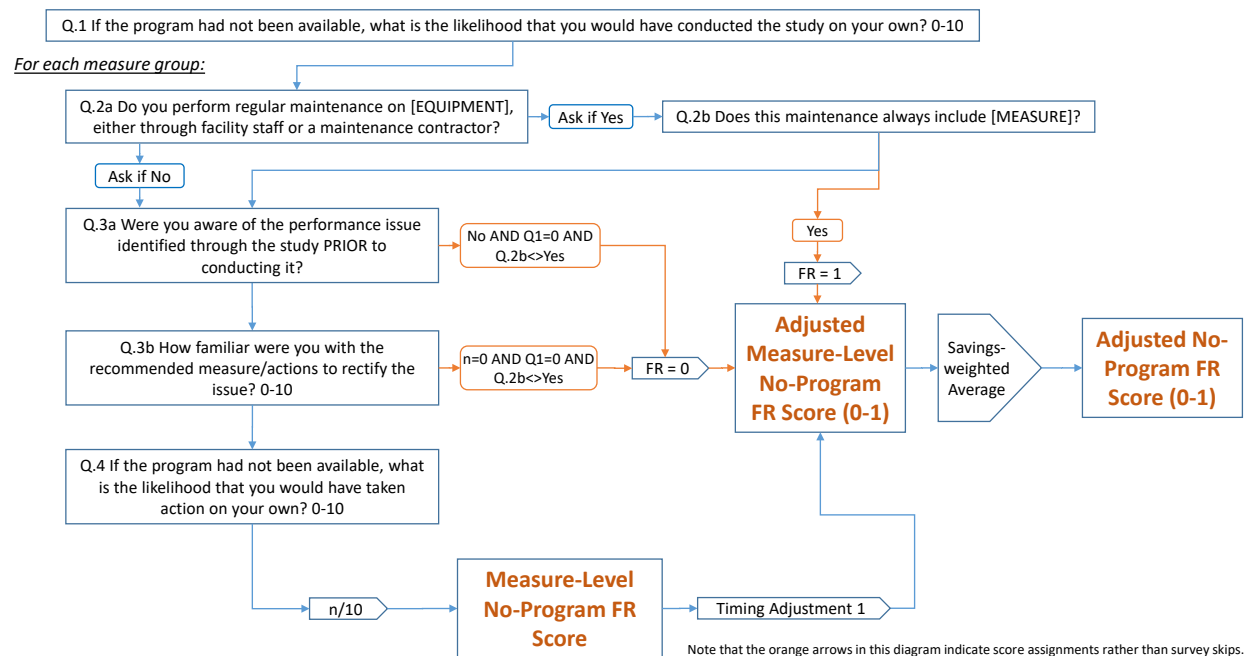 Q.1 If the program had not been available, what is the likelihood that you would have conducted the study on your own? 0-10
For each measure group:
Q.2a Do you perform regular maintenance on [EQUIPMENT],
either through facility staff or a maintenance contractor?
Ask if Yes
Q.2b Does this maintenance always include [MEASURE]?
Ask if No
Q.3a Were you aware of the performance issue
identified through the study PRIOR to
conducting it?
No AND Q1=0 AND
Q.2b<>Yes
Yes
FR = 1
Q.3b How familiar were you with the
recommended measure/actions to rectify the
issue? 0-10
n=0 AND Q1=0 AND
Q.2b<>Yes
FR = 0
Adjusted
Measure-Level
No-Program
FR Score (0-1)
Savings-
weighted
Average
Adjusted No-
Program FR
Score (0-1)
Q.4 If the program had not been available, what
is the likelihood that you would have taken
action on your own? 0-10
n/10
Measure-Level
No-Program FR
Score
Timing Adjustment 1
Note that the orange arrows in this diagram indicate score assignments rather than survey skips.